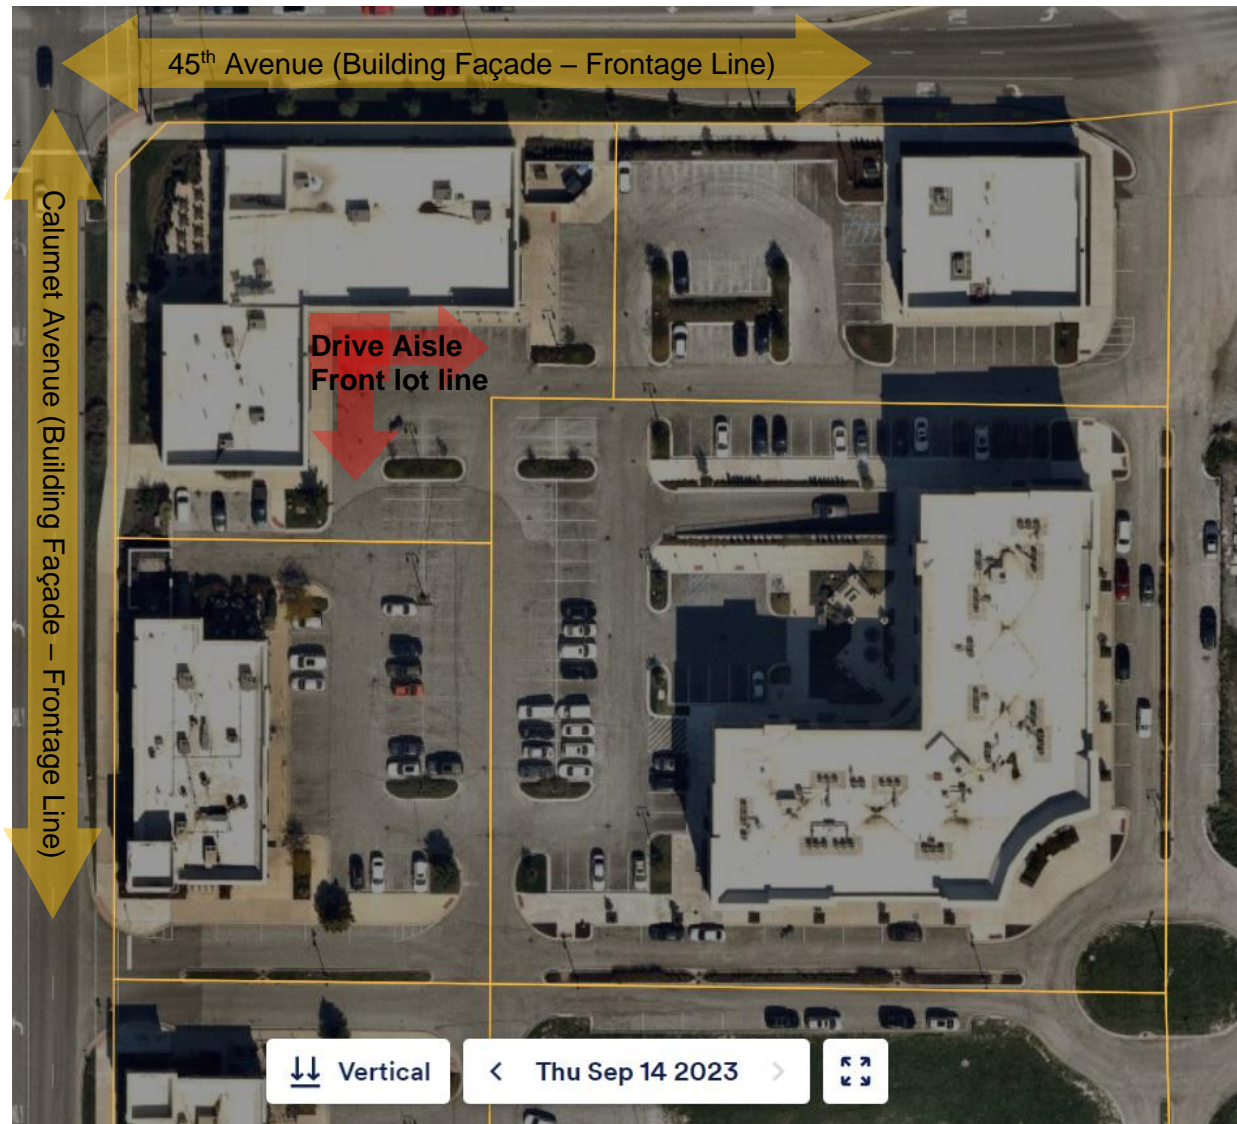 45th Avenue (Building Façade – Frontage Line)
Calumet Avenue (Building Façade – Frontage Line)
Drive Aisle
Front lot line
Vertical
Thu Sep 14 2023